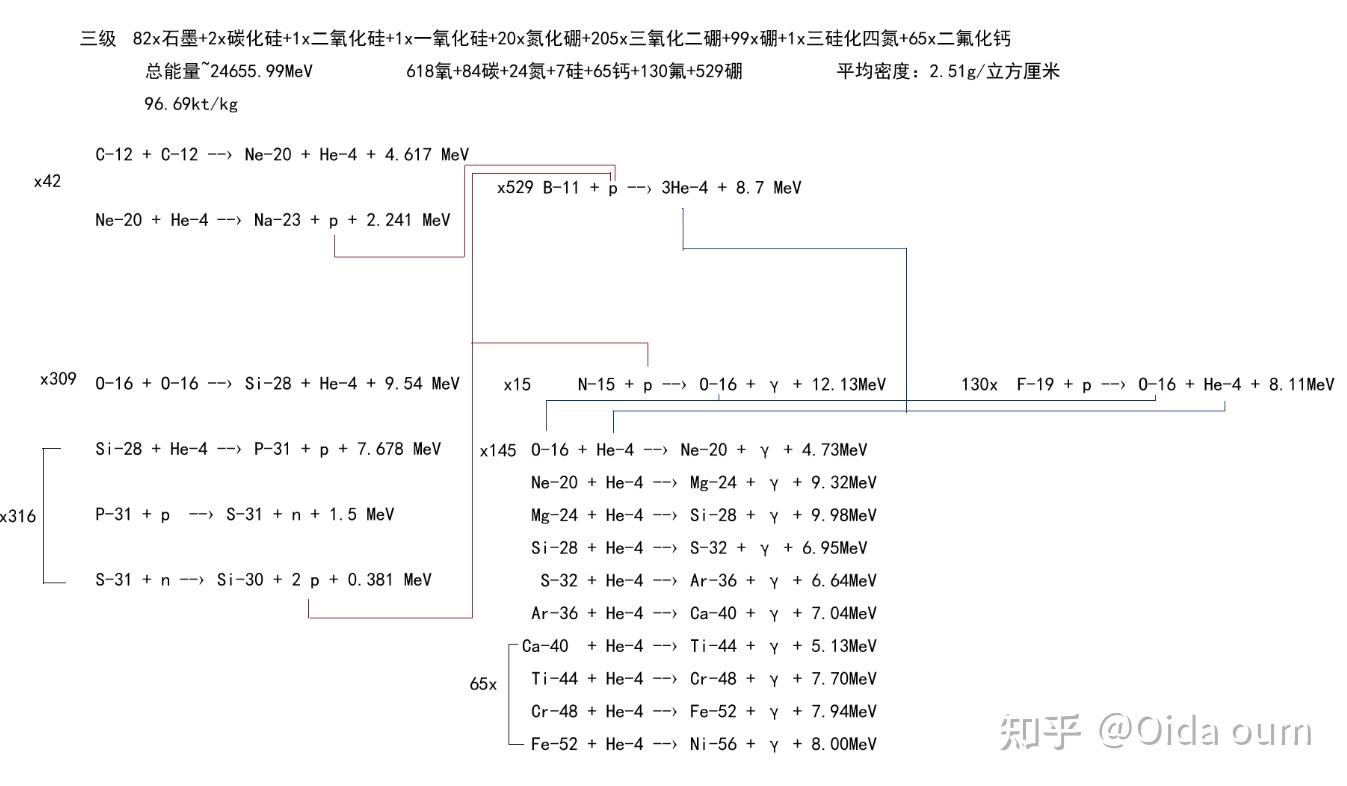 三级 82x石墨+2x碳化硅+1x二氧化硅+1x一氧化硅+20x氮化硼+205x三氧化二硼+99x硼+1x三硅化四氮+65x二氟化钙
总能量~24655.99MeV 618氧+84碳+24氮+7硅+65钙+130氟+529硼 平均密度：2.51g/立方厘米
96.69kt/kg
C-12 + C-12 --> Ne-20 + He-4 + 4.617 MeV
x42
x529 B-11 + p --> 3He-4 + 8.7 MeV
Ne-20 + He-4 --> Na-23 + p + 2.241 MeV
x309 O-16 + O-16 --> Si-28 + He-4 + 9.54 MeV
x15 N-15 + p --> O-16 + γ + 12.13MeV
130x F-19 + p --> O-16 + He-4 + 8.11MeV
Si-28 + He-4 --> P-31 + p + 7.678 MeV
x145 O-16 + He-4 --> Ne-20 + γ + 4.73MeV
Ne-20 + He-4 --> Mg-24 + γ + 9.32MeV
x316
P-31 + p --> S-31 + n + 1.5 MeV
Mg-24 + He-4 --> Si-28 + γ + 9.98MeV
Si-28 + He-4 --> S-32 + γ + 6.95MeV
S-31 + n --> Si-30 + 2 p + 0.381 MeV
S-32 + He-4 --> Ar-36 + γ + 6.64MeV
Ar-36 + He-4 --> Ca-40 + γ + 7.04MeV
Ca-40 + He-4 --> Ti-44 + γ + 5.13MeV
65x
Ti-44 + He-4 --> Cr-48 + γ + 7.70MeV
Cr-48 + He-4 --> Fe-52 + γ + 7.94MeV
Fe-52 + He-4 --> Ni-56 + γ + 8.00MeV
知乎 @Oida oum